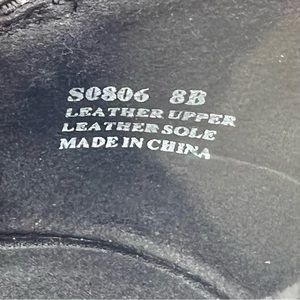 S0806 8B
LEATHER UPPER
LEATHER SOLE
MADE IN CHINA